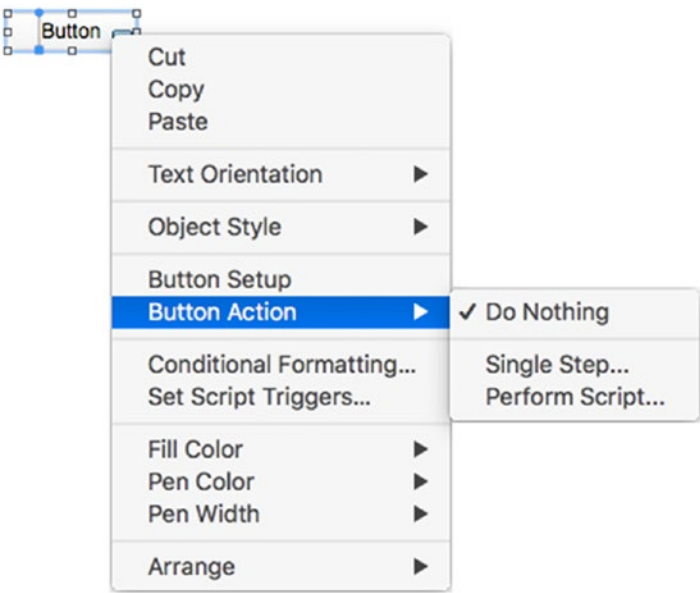 Button
Cut
Copy
Paste
Text Orientation
Object Style
Button Setup
Button Action
✓ Do Nothing
Single Step...
Perform Script...
Conditional Formatting...
Set Script Triggers...
Fill Color
Pen Color
Pen Width
Arrange